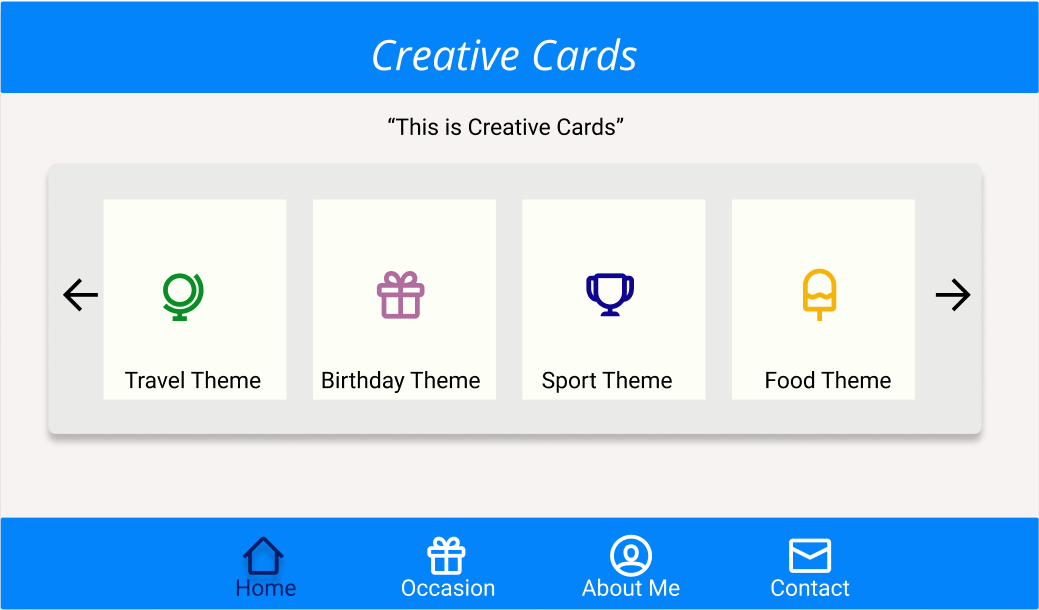 Creative Cards
“This is Creative Cards”
Travel Theme
Birthday Theme
Sport Theme
Food Theme
Home
Occasion
About Me
Contact